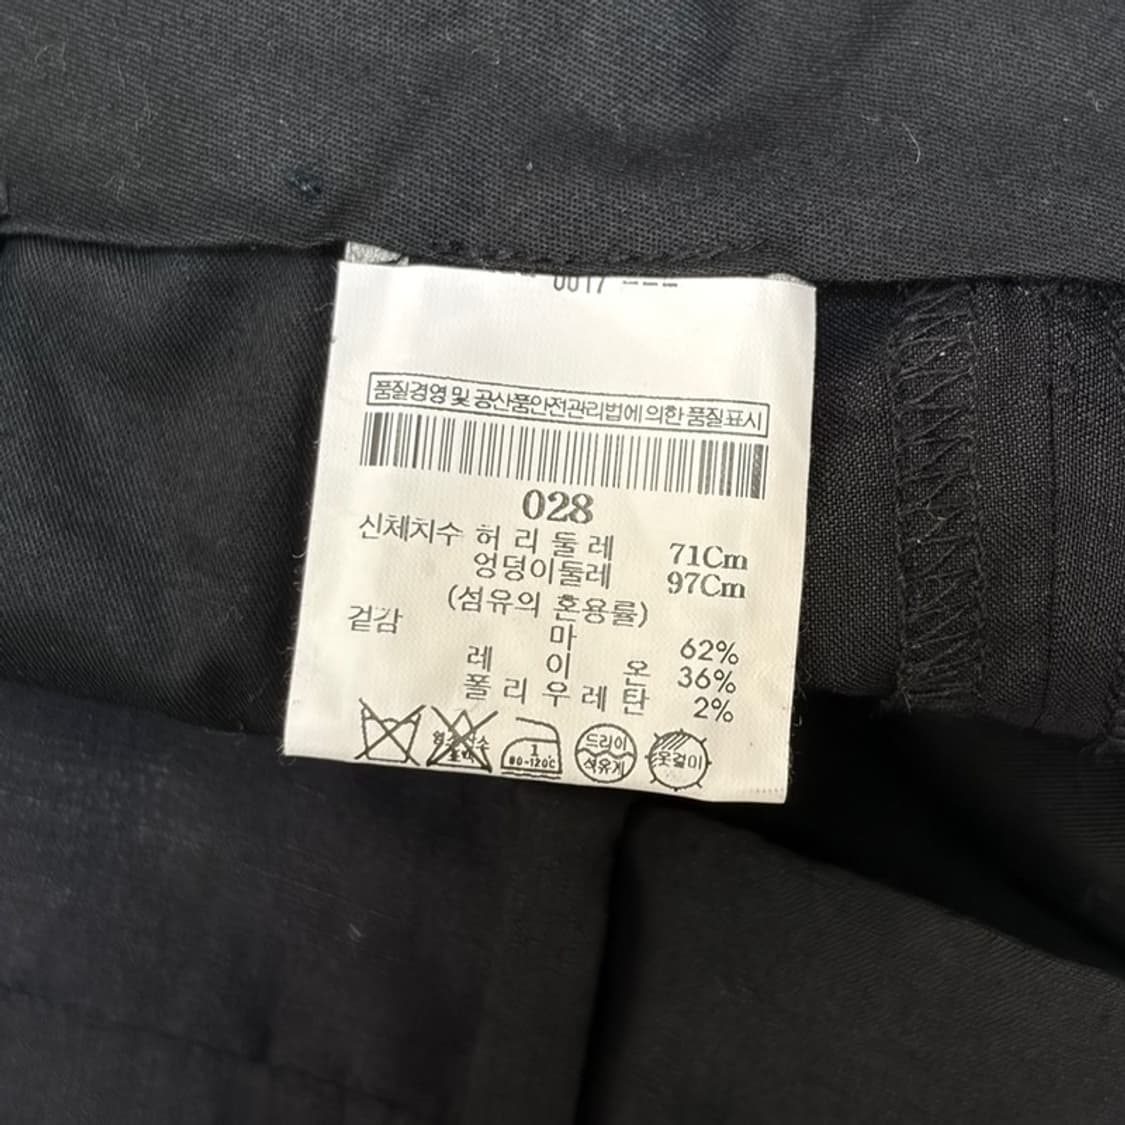 0017
품질경영 및 공산품안전관리법에 의한 품질표시
028
신체치수 허리둘레 71Cm
엉덩이둘레 97Cm
(섬유의 혼용률)
겉감
마 62%
레이온 36%
폴리우레탄 2%
1
80-120℃
드라이
석유계
옷걸이